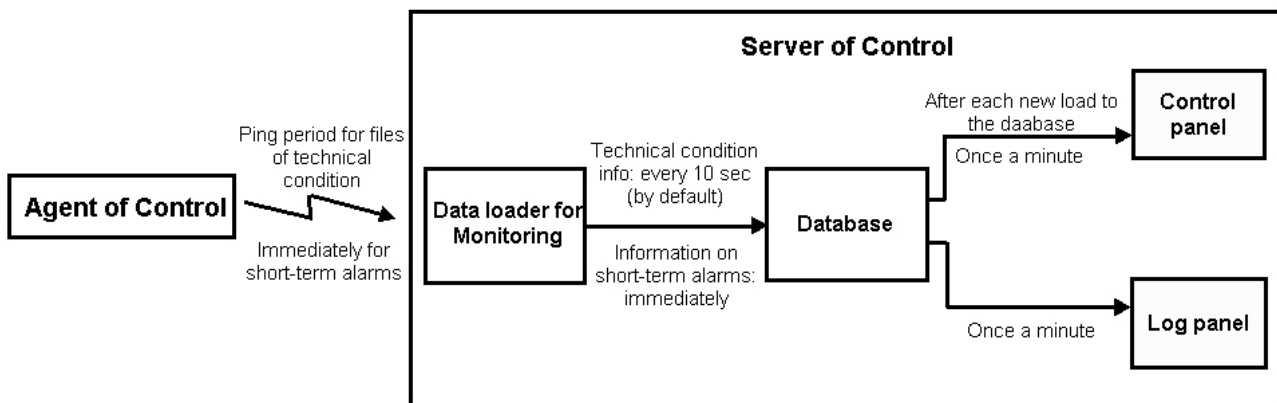 Server of Control
Agent of Control
Ping period for files
of technical
condition
Immediately for
short-term alarms
Data loader for
Monitoring
Technical condition
info: every 10 sec
(by default)
Information on
short-term alarms:
immediately
Database
After each new load to
the daabase
Once a minute
Control
panel
Once a minute
Log panel